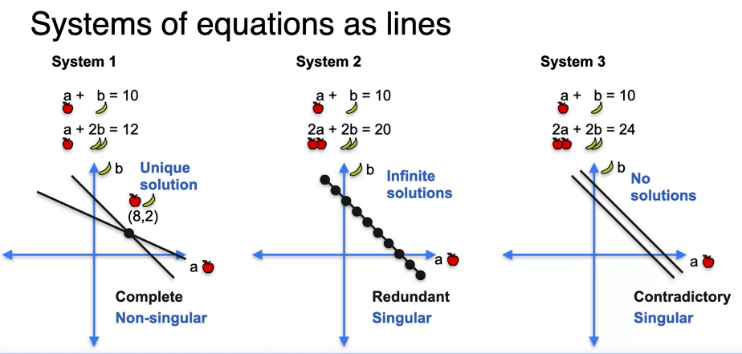 Systems of equations as lines
System 1
a + b = 10
a + 2b = 12
b
Unique
solution
(8,2)
a
Complete
Non-singular
System 2
a + b = 10
2a + 2b = 20
b
Infinite
solutions
a
Redundant
Singular
System 3
a + b = 10
2a + 2b = 24
b
No
solutions
a
Contradictory
Singular